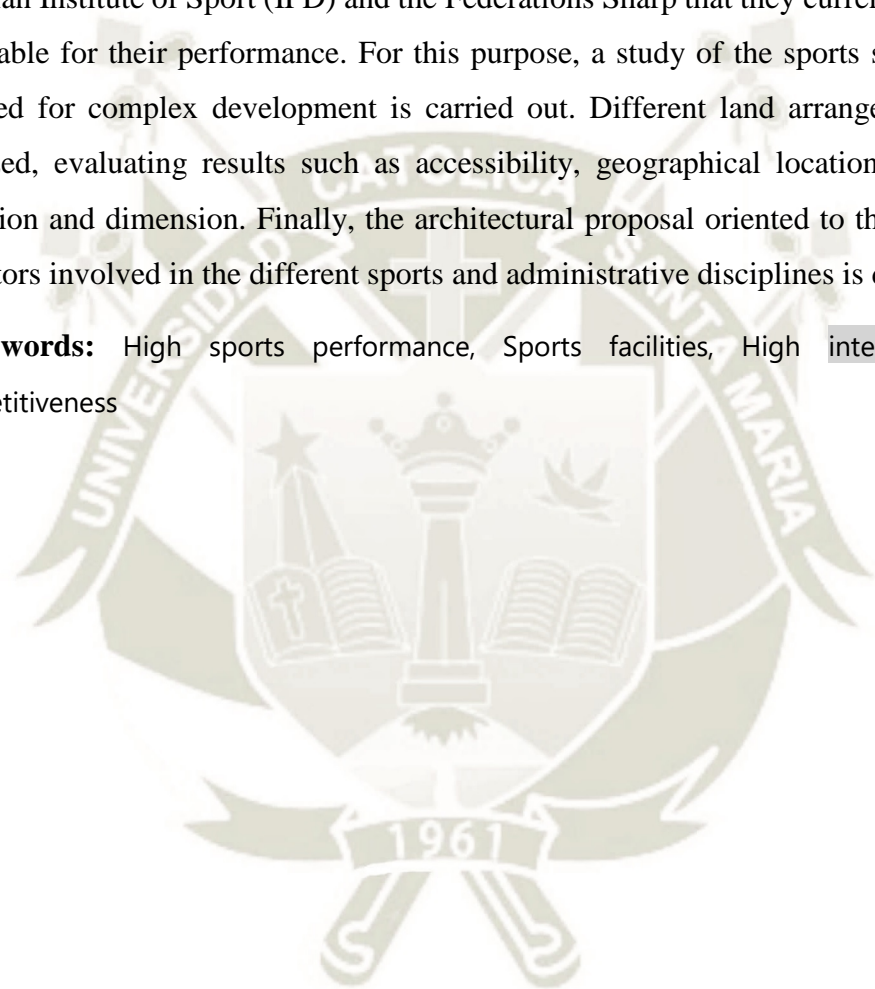 an Institute of Sport (IPD) and the Federations Sharp that they curren
able for their performance. For this purpose, a study of the sports s
ed for complex development is carried out. Different land arrange
ed, evaluating results such as accessibility, geographical location
ion and dimension. Finally, the architectural proposal oriented to th
tors involved in the different sports and administrative disciplines is
words: High sports performance, Sports facilities, High inte
etitiveness
UNIVERSIDAD CATOLICA SANTA MARIA
1961